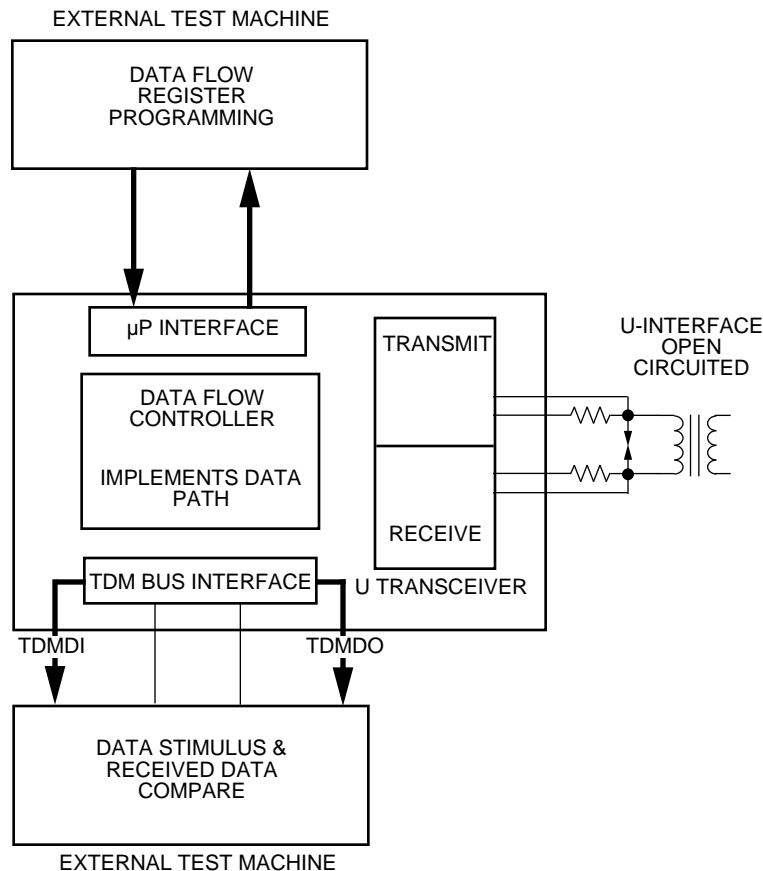 EXTERNAL TEST MACHINE
DATA FLOW
REGISTER
PROGRAMMING
µP INTERFACE
TRANSMIT
U-INTERFACE
OPEN
CIRCUITED
DATA FLOW
CONTROLLER
IMPLEMENTS DATA
PATH
RECEIVE
TDM BUS INTERFACE
U TRANSCEIVER
TDMDI
TDMDO
DATA STIMULUS &
RECEIVED DATA
COMPARE
EXTERNAL TEST MACHINE